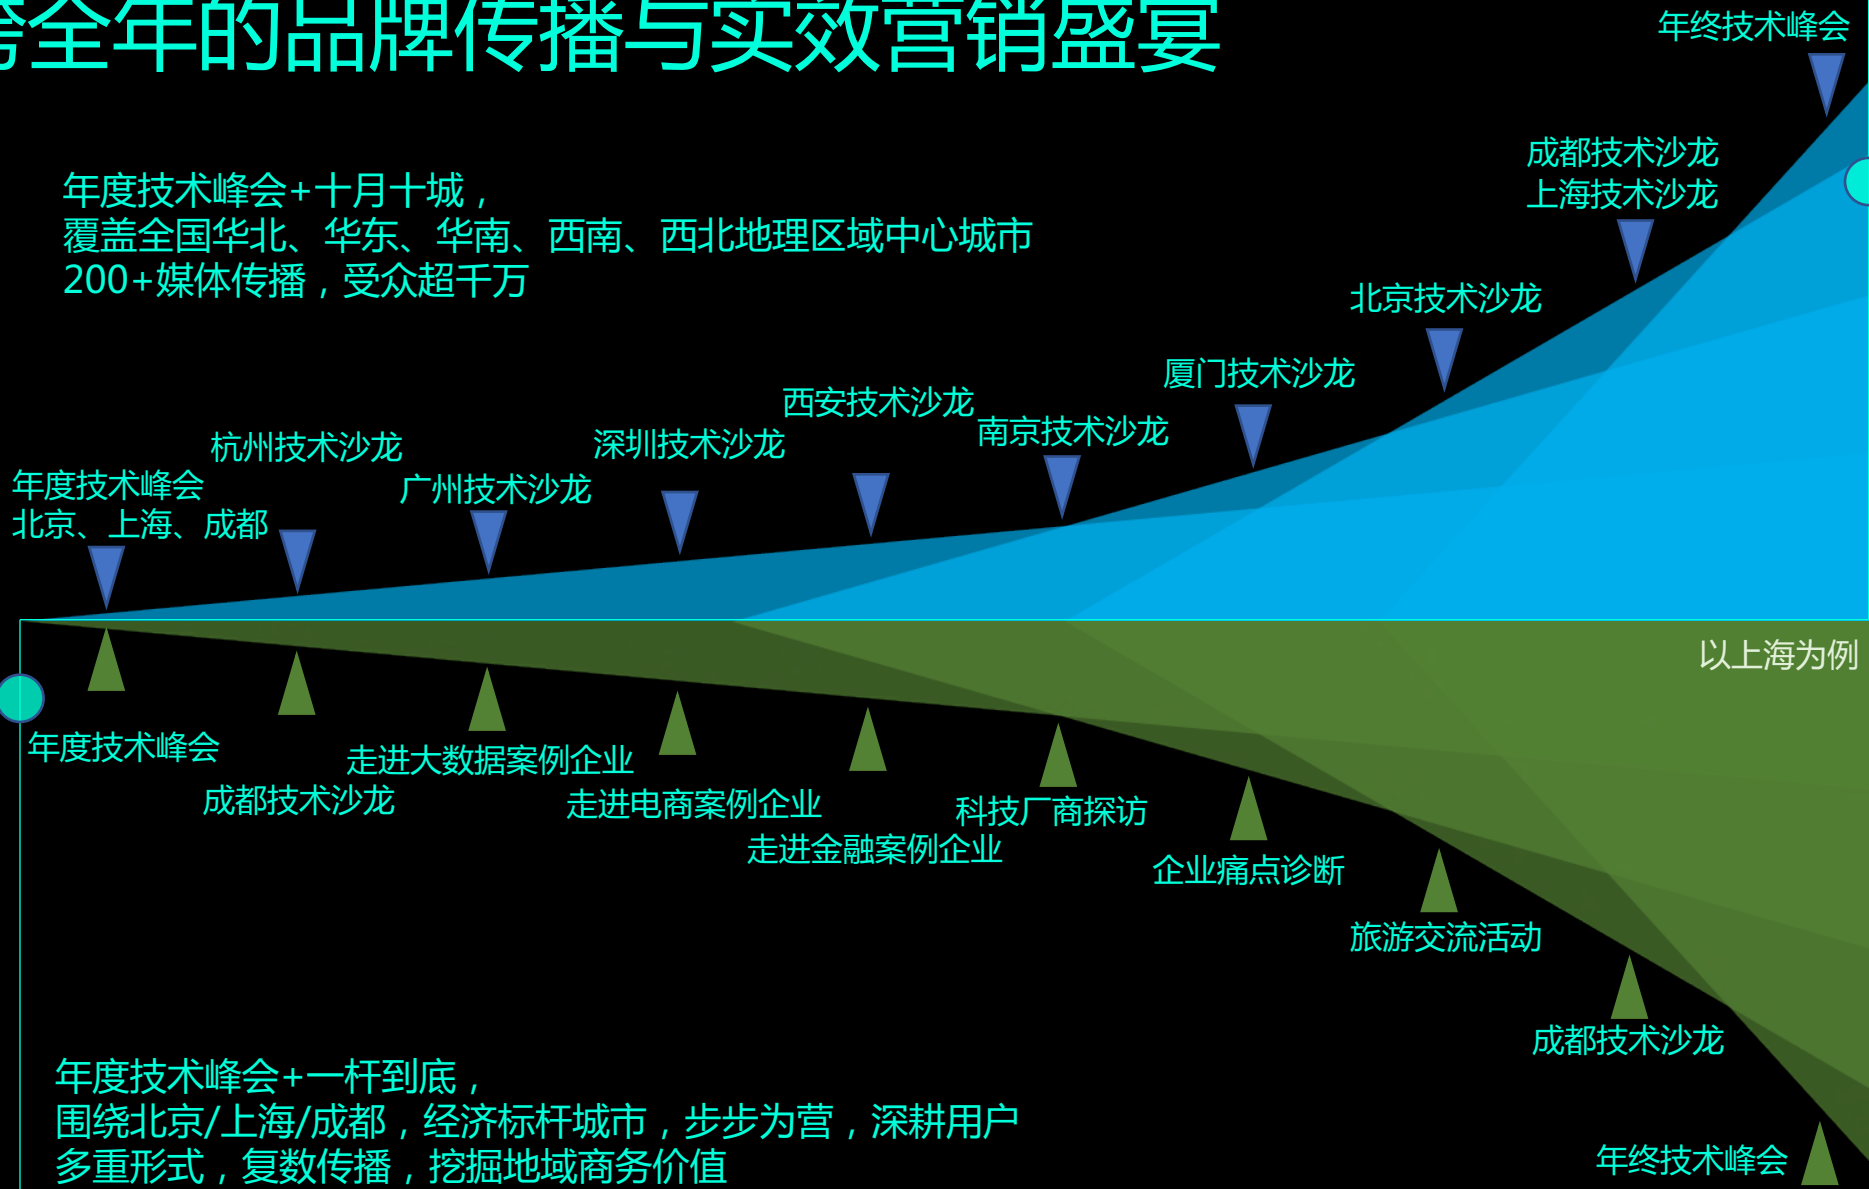 全年的品牌传播与实效营销盛宴
年终技术峰会
成都技术沙龙
上海技术沙龙
年度技术峰会+十月十城，
覆盖全国华北、华东、华南、西南、西北地理区域中心城市
200+媒体传播，受众超千万
北京技术沙龙
厦门技术沙龙
西安技术沙龙
南京技术沙龙
深圳技术沙龙
杭州技术沙龙
广州技术沙龙
年度技术峰会
北京、上海、成都
以上海为例
年度技术峰会
成都技术沙龙
走进大数据案例企业
走进电商案例企业
走进金融案例企业
科技厂商探访
企业痛点诊断
旅游交流活动
成都技术沙龙
年终技术峰会
年度技术峰会+一杆到底，
围绕北京/上海/成都，经济标杆城市，步步为营，深耕用户
多重形式，复数传播，挖掘地域商务价值